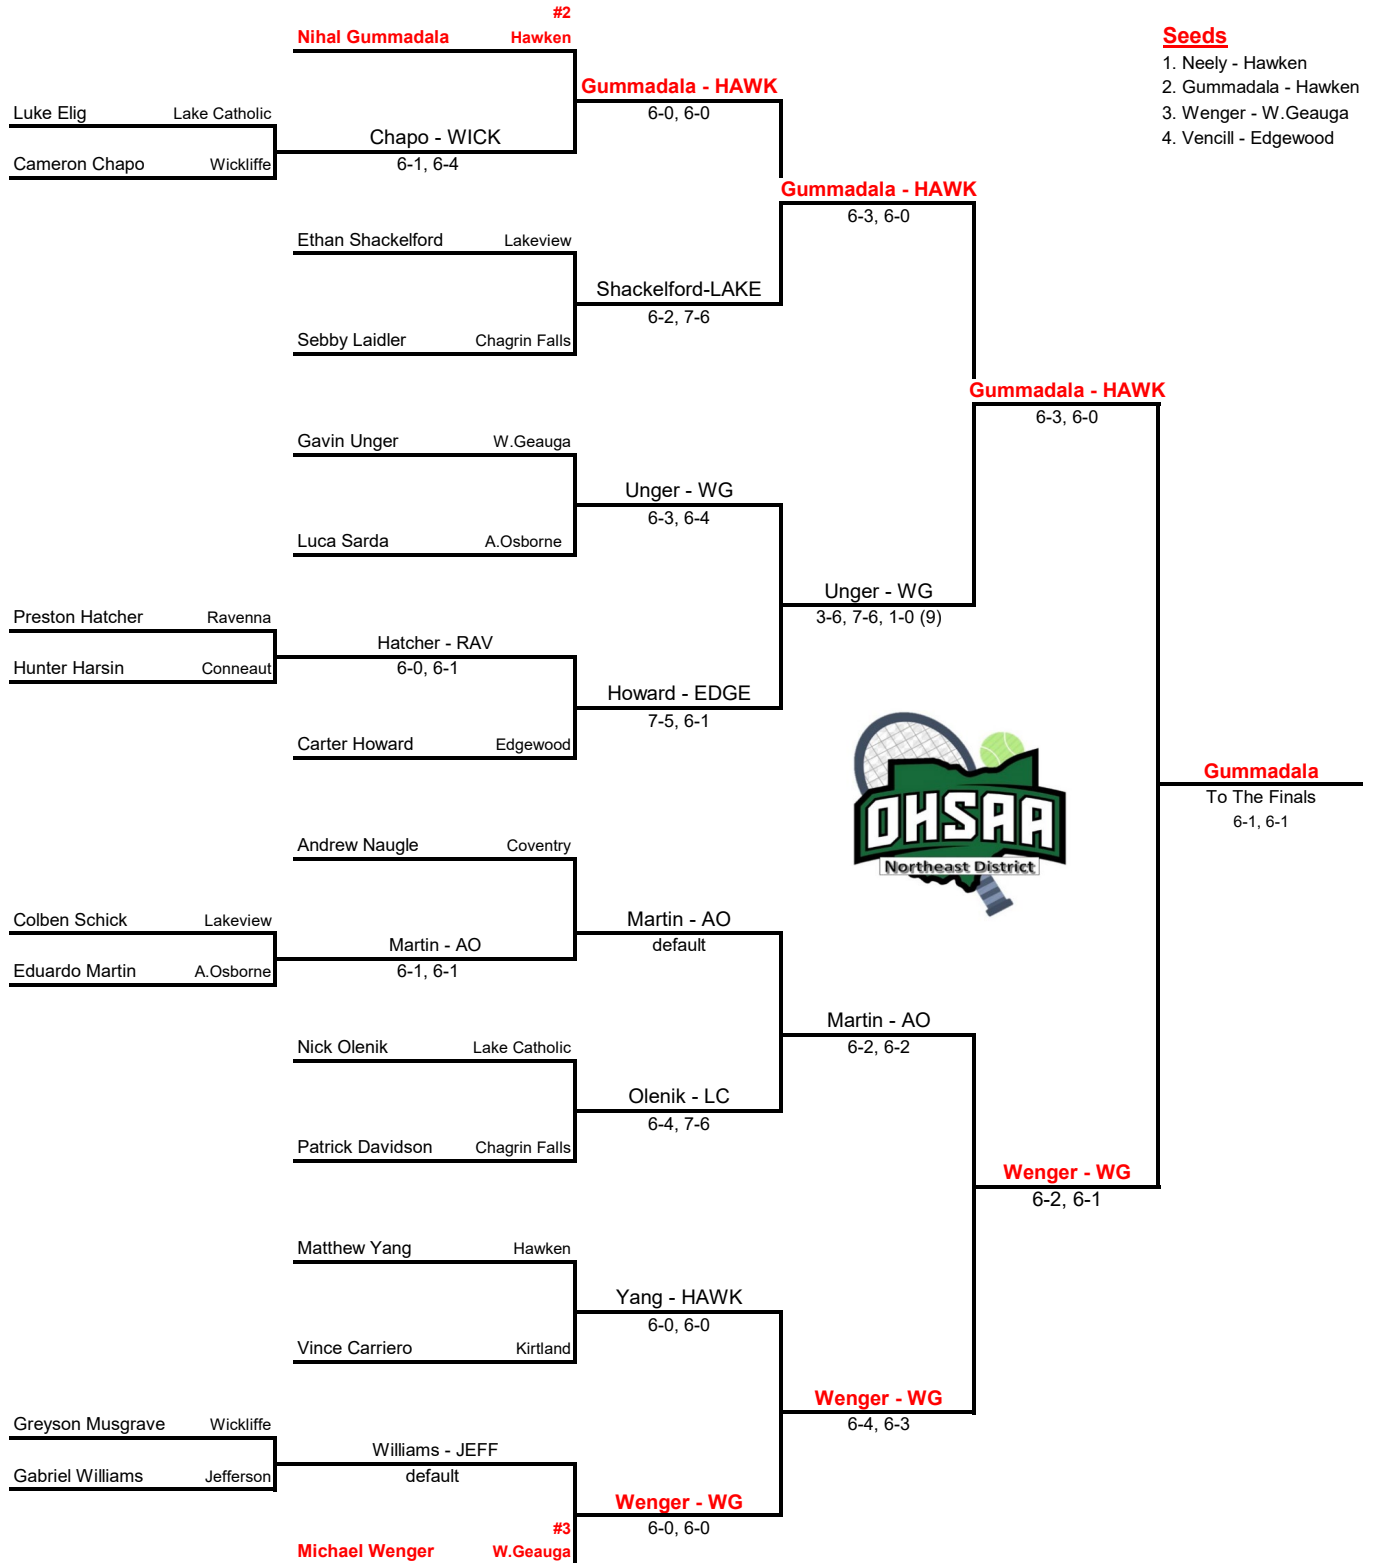 #2
Nihal Gummadala Hawken
Seeds
1. Neely - Hawken
2. Gummadala - Hawken
3. Wenger - W.Geauga
4. Vencill - Edgewood
Gummadala - HAWK
6-0, 6-0
Luke Elig Lake Catholic
Chapo - WICK
6-1, 6-4
Cameron Chapo Wickliffe
Gummadala - HAWK
6-3, 6-0
Ethan Shackelford Lakeview
Shackelford-LAKE
6-2, 7-6
Sebby Laidler Chagrin Falls
Gummadala - HAWK
6-3, 6-0
Gavin Unger W.Geauga
Unger - WG
6-3, 6-4
Luca Sarda A.Osborne
Unger - WG
3-6, 7-6, 1-0 (9)
Preston Hatcher Ravenna
Hatcher - RAV
6-0, 6-1
Hunter Harsin Conneaut
Howard - EDGE
7-5, 6-1
Carter Howard Edgewood
OHSAA
Northeast District
Gummadala
To The Finals
6-1, 6-1
Andrew Naugle Coventry
Colben Schick Lakeview
Martin - AO
default
Martin - AO
6-1, 6-1
Eduardo Martin A.Osborne
Martin - AO
6-2, 6-2
Nick Olenik Lake Catholic
Olenik - LC
6-4, 7-6
Patrick Davidson Chagrin Falls
Wenger - WG
6-2, 6-1
Matthew Yang Hawken
Yang - HAWK
6-0, 6-0
Vince Carriero Kirtland
Wenger - WG
6-4, 6-3
Greyson Musgrave Wickliffe
Williams - JEFF
default
Gabriel Williams Jefferson
Wenger - WG
6-0, 6-0
#3
Michael Wenger W.Geauga